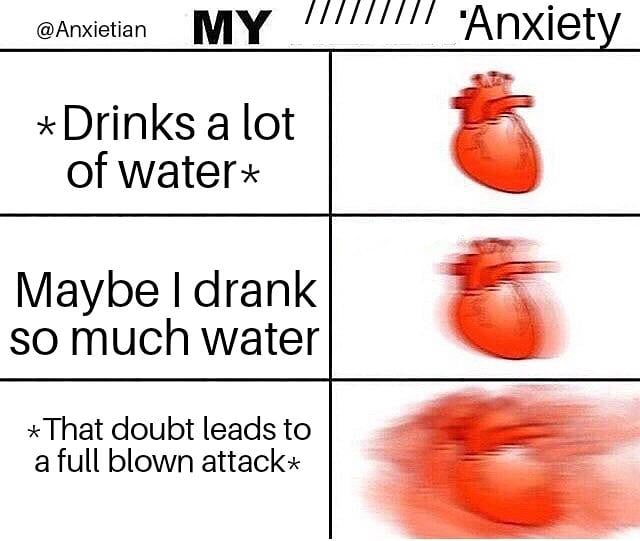 @Anxietian MY ///////// 'Anxiety
*Drinks a lot
of water*
Maybe I drank
so much water
*That doubt leads to
a full blown attack*